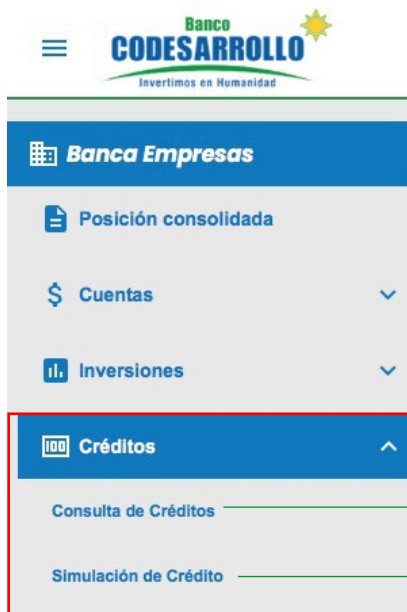 Banco
CODESARROLLO
Invertimos en Humanidad
Banca Empresas
Posición consolidada
Cuentas
Inversiones
Créditos
Consulta de Créditos
Simulación de Crédito